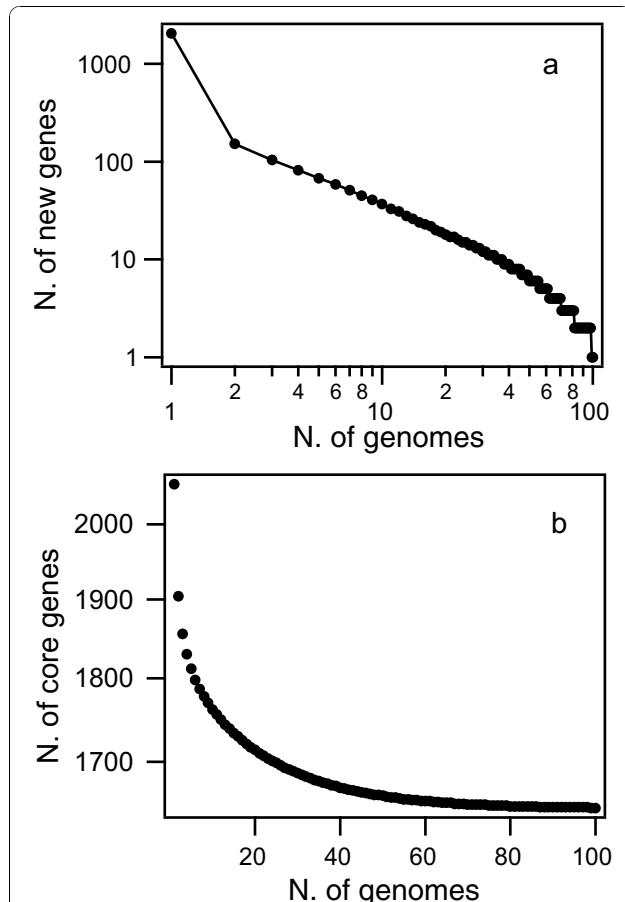 a
N. of new genes
1000
100
10
1
2 4 6 8 2 4 6 8
1 10 100
N. of genomes
b
N. of core genes
2000
1900
1800
1700
20 40 60 80 100
N. of genomes